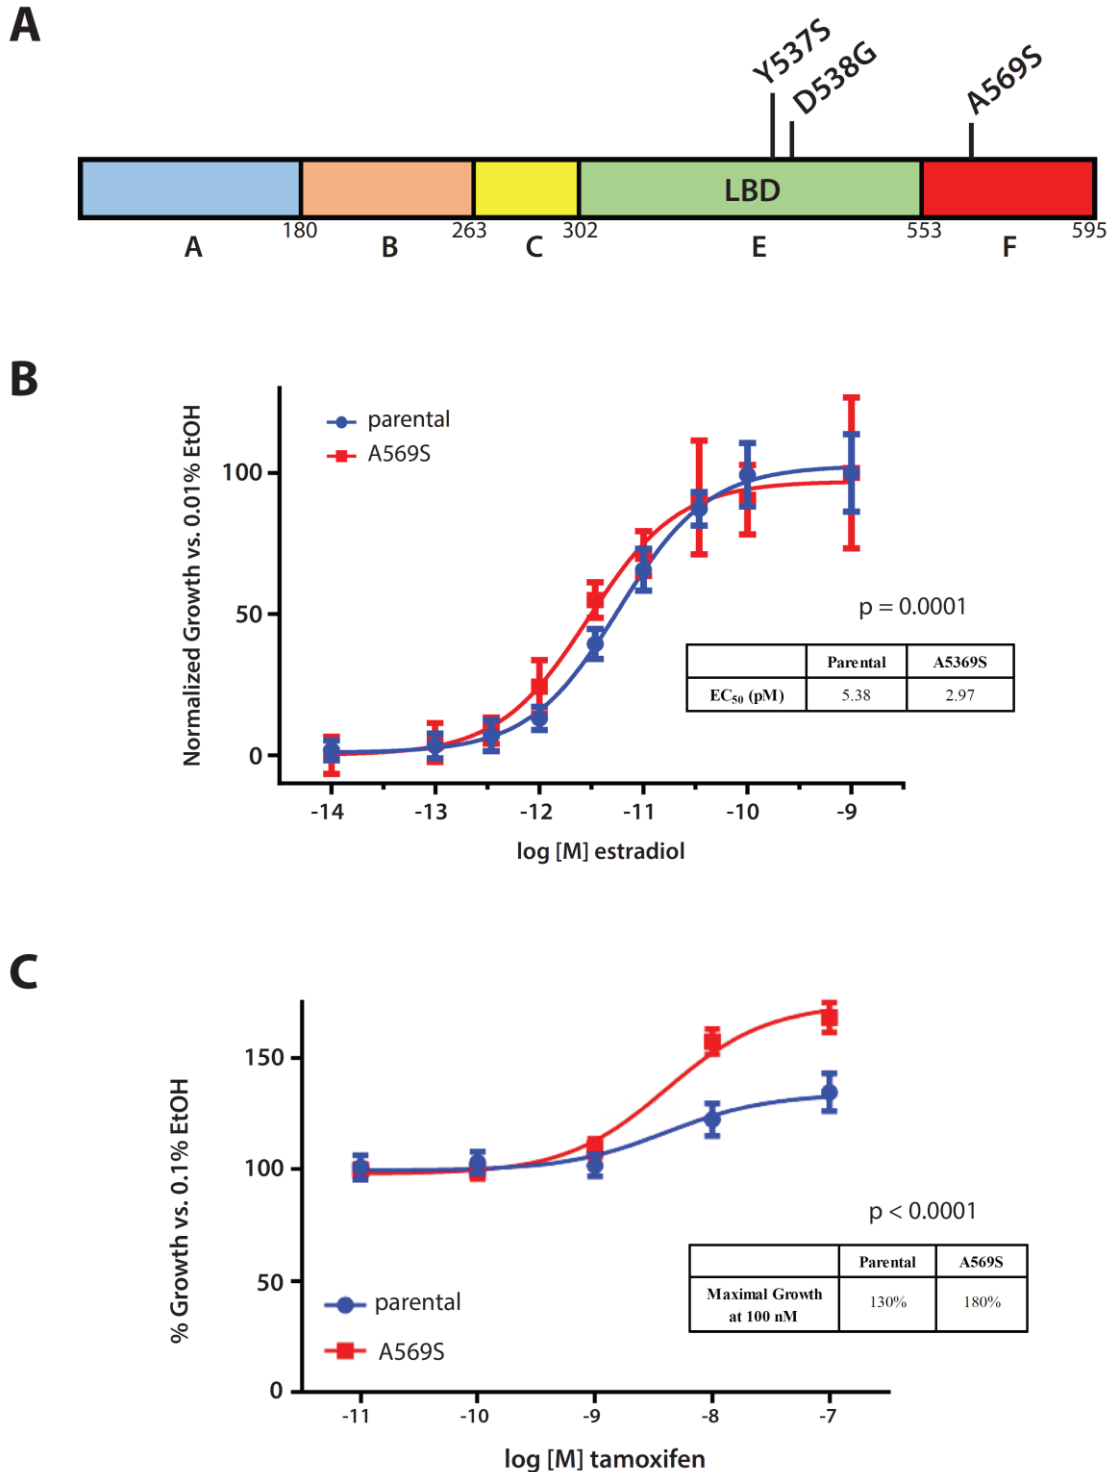 A
Y537S
D538G
A569S
LBD
180 263 302 553 595
A B C E F
B
Normalized Growth vs. 0.01% EtOH
parental
A569S
100
50
0
p = 0.0001
Parental A5369S
EC₅₀ (pM) 5.38 2.97
-14 -13 -12 -11 -10 -9
log [M] estradiol
C
% Growth vs. 0.1% EtOH
150
100
50
0
p < 0.0001
Parental A569S
Maximal Growth
at 100 nM 130% 180%
parental
A569S
-11 -10 -9 -8 -7
log [M] tamoxifen